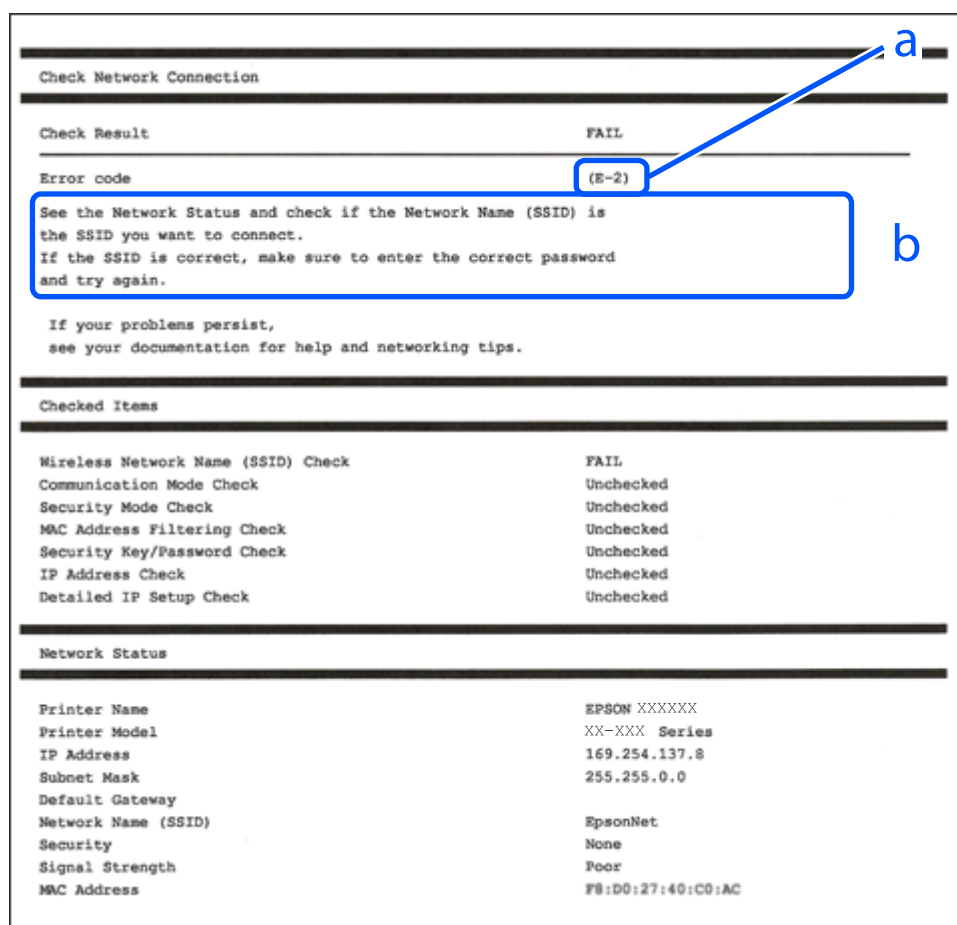 a
Check Network Connection
Check Result FAIL
Error code (E-2)
See the Network Status and check if the Network Name (SSID) is
the SSID you want to connect.
If the SSID is correct, make sure to enter the correct password
and try again.
b
If your problems persist,
see your documentation for help and networking tips.
Checked Items
Wireless Network Name (SSID) Check FAIL
Communication Mode Check Unchecked
Security Mode Check Unchecked
MAC Address Filtering Check Unchecked
Security Key/Password Check Unchecked
IP Address Check Unchecked
Detailed IP Setup Check Unchecked
Network Status
Printer Name EPSON XXXXXX
Printer Model XX-XXX Series
IP Address 169.254.137.8
Subnet Mask 255.255.0.0
Default Gateway
Network Name (SSID) EpsonNet
Security None
Signal Strength Poor
MAC Address F8:D0:27:40:C0:AC